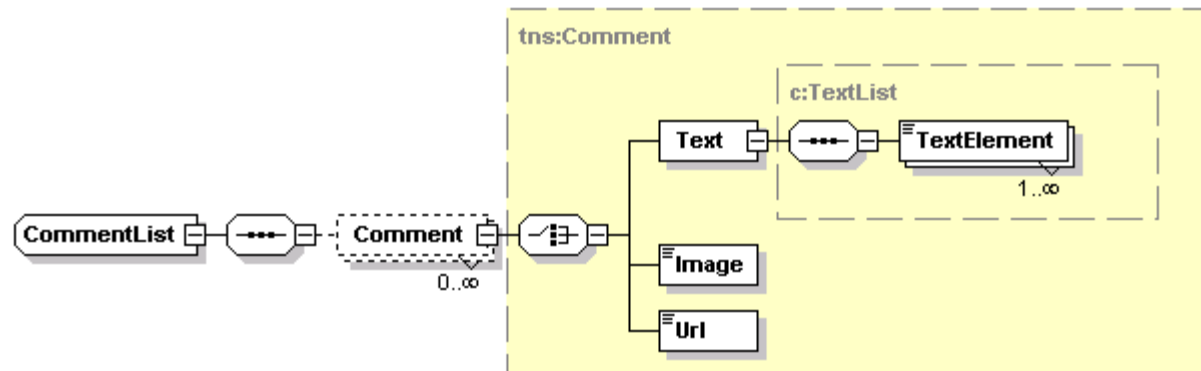 tns:Comment
c:TextList
Text
TextElement
1..∞
CommentList
Comment
0..∞
Image
Url